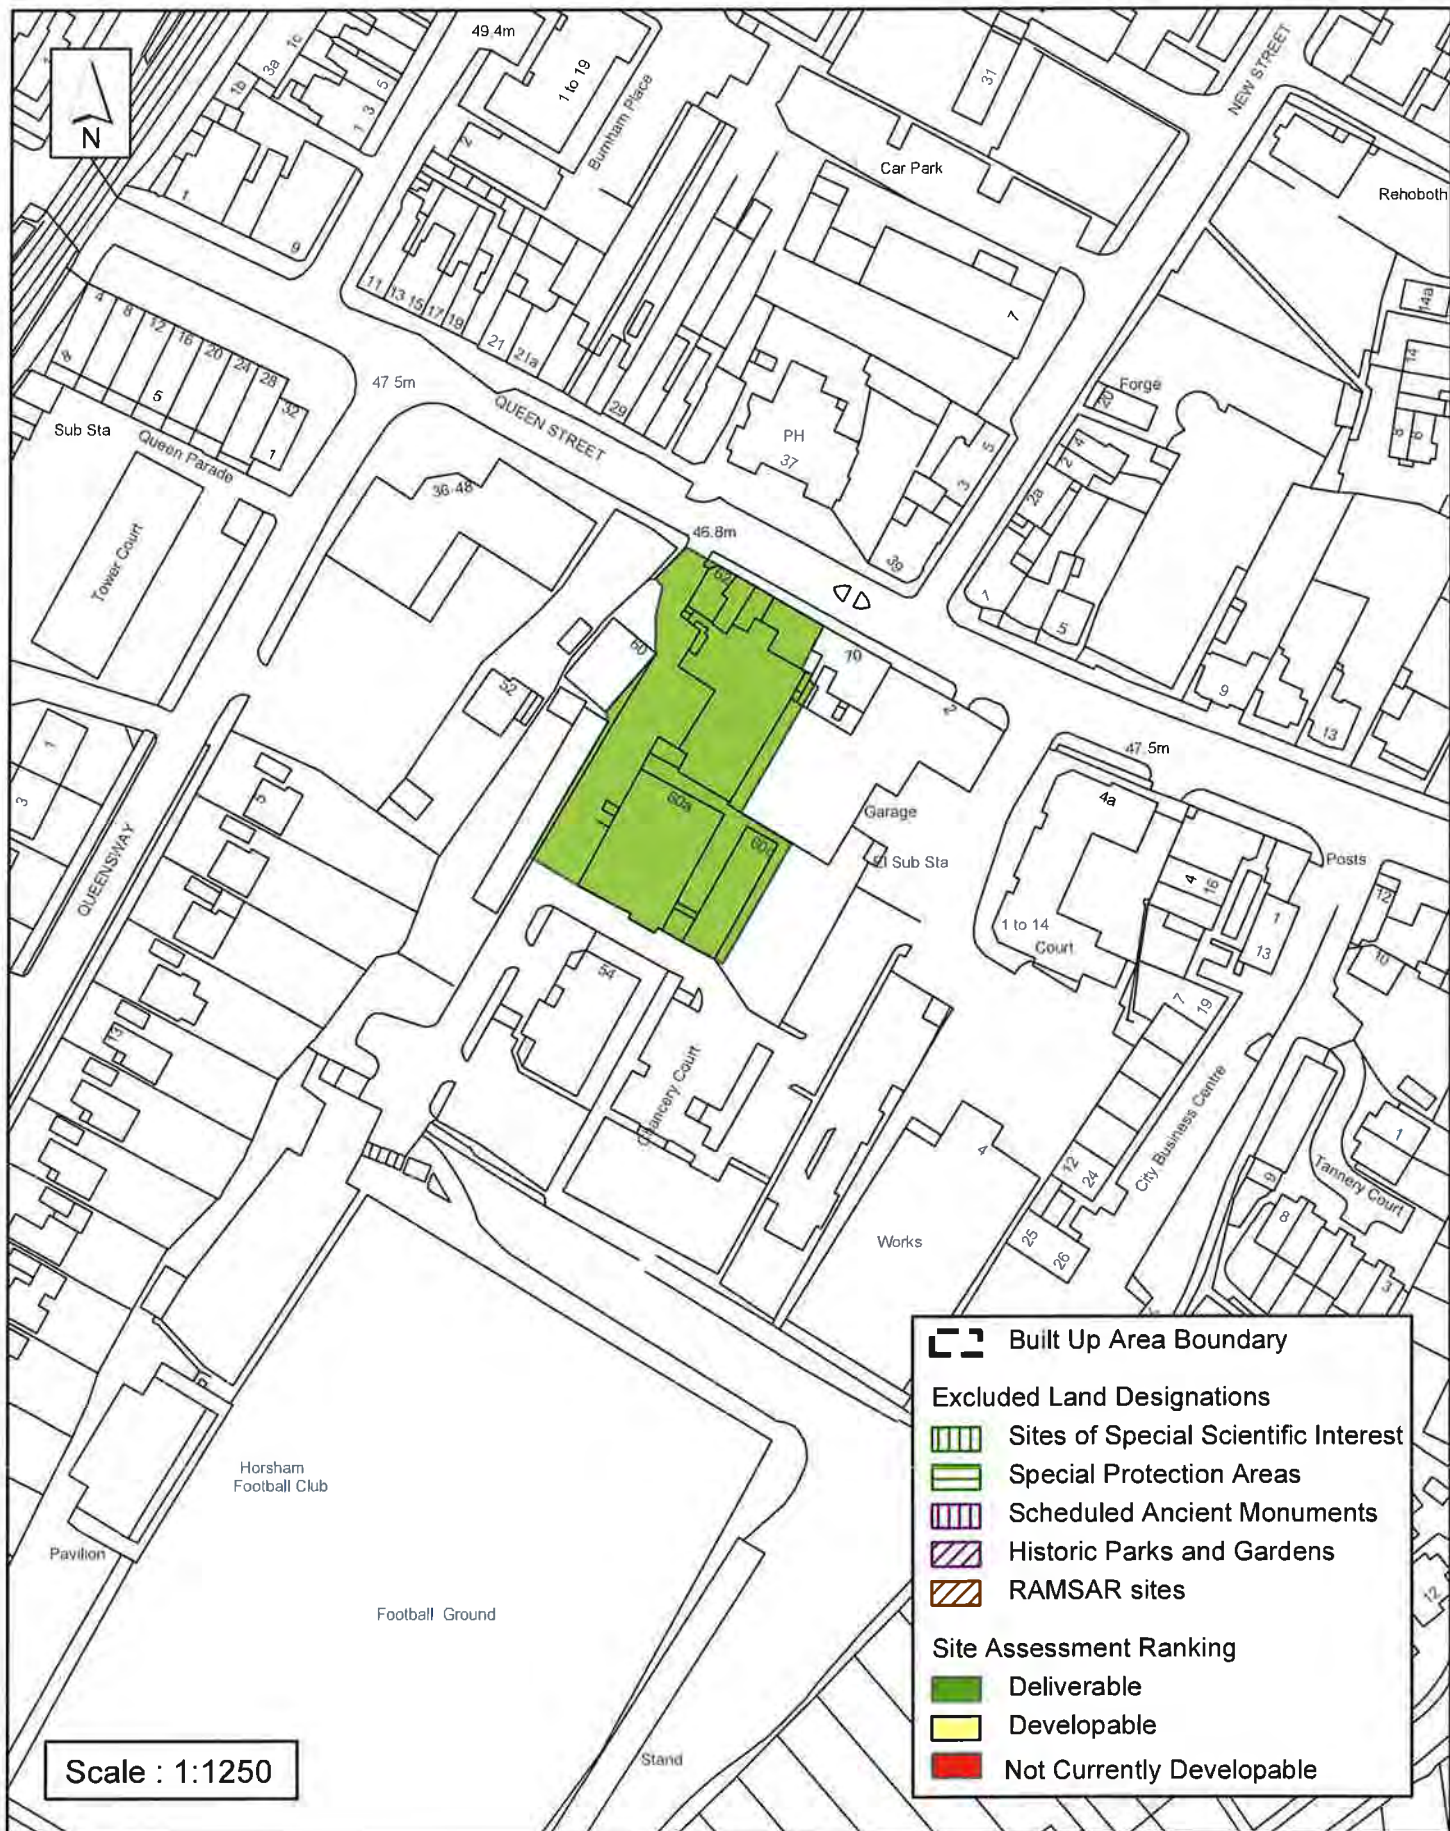 49.4m
1c
3a
1b
5
3
1
1 to 19
Burnham Place
2
31
NEW STREET
Car Park
Rehoboth
N
1
9
11
13
15
17
19
21
21a
29
7
14a
14
4
8
12
16
20
24
28
32
8
5
1
47 5m
QUEEN STREET
Sub Sta
Queen Parade
PH
37
Forge
20
4
2
2a
5
3
39
8
6
36-48
46.8m
Tower Court
62
1
5
60
70
52
2
9
13
47.5m
1
3
5
QUEENSWAY
60a
Garage
4a
El Sub Sta
Posts
4
16
12
1 to 14
Court
1
13
10
54
7
19
13
Chancery Court
City Business Centre
4
12
24
1
Tannery Court
9
8
3
Works
25
26
Horsham
Football Club
Pavilion
Football Ground
Stand
12
Built Up Area Boundary
Excluded Land Designations
Sites of Special Scientific Interest
Special Protection Areas
Scheduled Ancient Monuments
Historic Parks and Gardens
RAMSAR sites
Site Assessment Ranking
Deliverable
Developable
Not Currently Developable
Scale : 1:1250